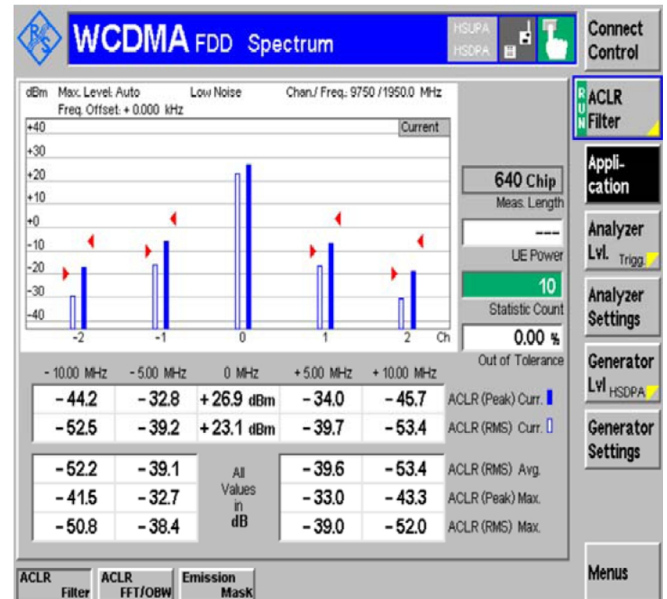 R&S
WCDMA FDD Spectrum
HSUPA
HSDPA
Connect Control
dBm Max. Level: Auto Low Noise Chan./ Freq.: 9750 /1950.0 MHz
Freq. Offset: + 0.000 kHz
Current
+40
+30
+20
+10
+0
-10
-20
-30
-40
-2 -1 0 1 2 Ch
640 Chip
Meas. Length
---
UE Power
10
Statistic Count
0.00 %
Out of Tolerance
- 10.00 MHz - 5.00 MHz 0 MHz + 5.00 MHz + 10.00 MHz
- 44.2 - 32.8 + 26.9 dBm - 34.0 - 45.7 ACLR (Peak) Curr.
- 52.5 - 39.2 + 23.1 dBm - 39.7 - 53.4 ACLR (RMS) Curr.
- 52.2 - 39.1 - 39.6 - 53.4 ACLR (RMS) Avg.
- 41.5 - 32.7 - 33.0 - 43.3 ACLR (Peak) Max.
- 50.8 - 38.4 - 39.0 - 52.0 ACLR (RMS) Max.
All
Values
in
dB
RUN
ACLR
Filter
Appli-
cation
Analyzer
Lvl. Trigg.
Analyzer
Settings
Generator
Lvl HSDPA
Generator
Settings
Menus
ACLR
Filter
ACLR
FFT/OBW
Emission
Mask